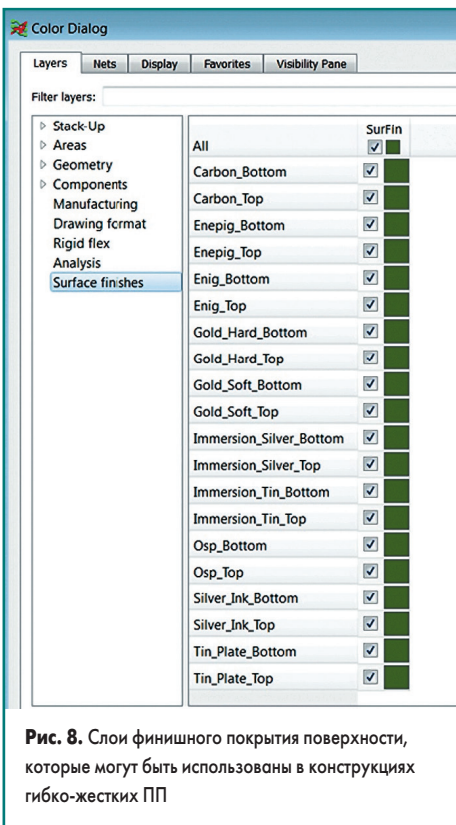 Color Dialog
Layers Nets Display Favorites Visibility Pane
Filter layers:
Stack-Up
Areas
Geometry
Components
Manufacturing
Drawing format
Rigid flex
Analysis
Surface finishes
SurFin
All
Carbon_Bottom
Carbon_Top
Enepig_Bottom
Enepig_Top
Enig_Bottom
Enig_Top
Gold_Hard_Bottom
Gold_Hard_Top
Gold_Soft_Bottom
Gold_Soft_Top
Immersion_Silver_Bottom
Immersion_Silver_Top
Immersion_Tin_Bottom
Immersion_Tin_Top
Osp_Bottom
Osp_Top
Silver_Ink_Bottom
Silver_Ink_Top
Tin_Plate_Bottom
Tin_Plate_Top
Рис. 8. Слои финишного покрытия поверхности,
которые могут быть использованы в конструкциях
гибко-жестких ПП